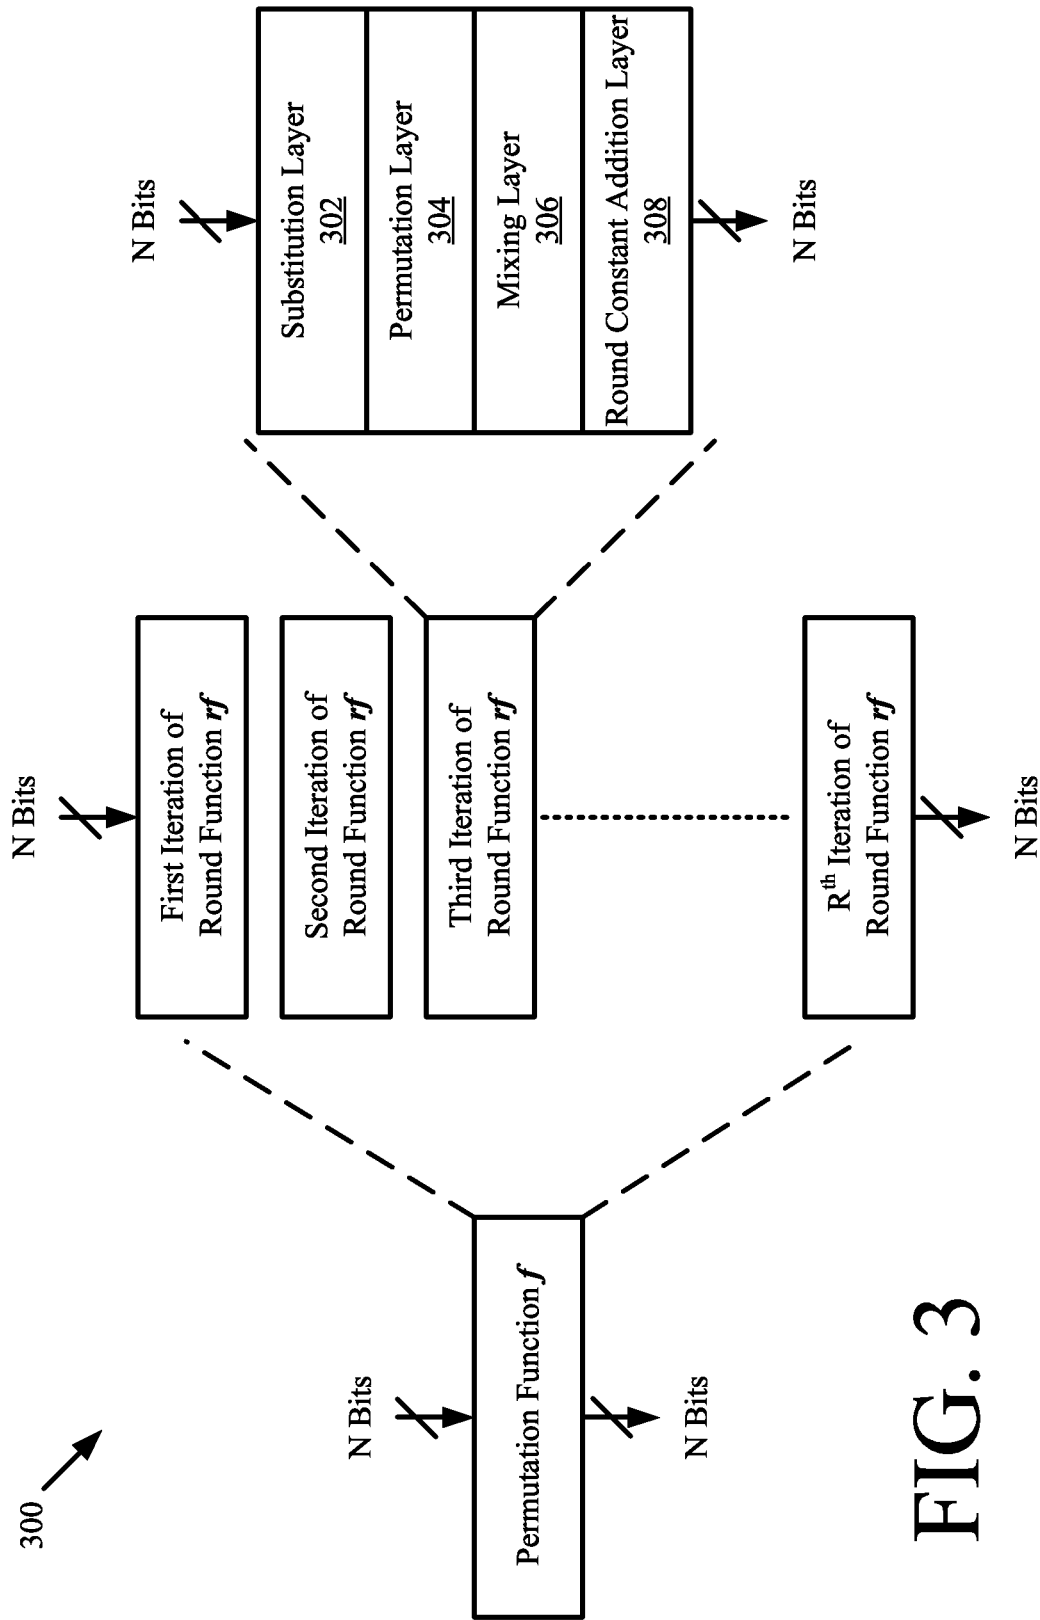 300
N Bits
Permutation Function f
N Bits
N Bits
First Iteration of
Round Function rf
Second Iteration of
Round Function rf
Third Iteration of
Round Function rf
Rth Iteration of
Round Function rf
N Bits
N Bits
Substitution Layer
302
Permutation Layer
304
Mixing Layer
306
Round Constant Addition Layer
308
N Bits
FIG. 3